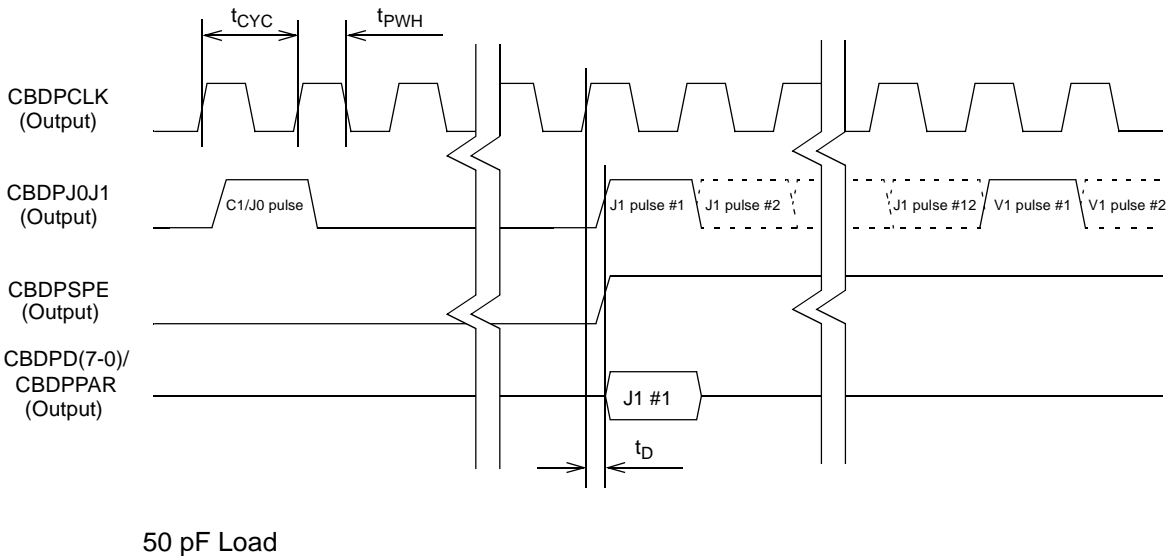 tCYC
tPWH
CBDPCLK
(Output)
CBDPJ0J1
(Output)
C1/J0 pulse
J1 pulse #1
J1 pulse #2
J1 pulse #12
V1 pulse #1
V1 pulse #2
CBDPSPE
(Output)
CBDPD(7-0)/
CBDPPAR
(Output)
J1 #1
tD
50 pF Load